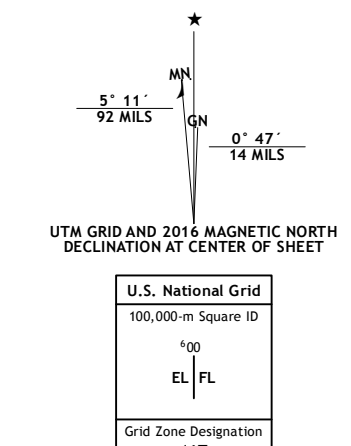 ★
MN
GN
5° 11´
92 MILS
0° 47´
14 MILS
UTM GRID AND 2016 MAGNETIC NORTH
DECLINATION AT CENTER OF SHEET
U.S. National Grid
100,000-m Square ID
⁶00
EL FL
Grid Zone Designation